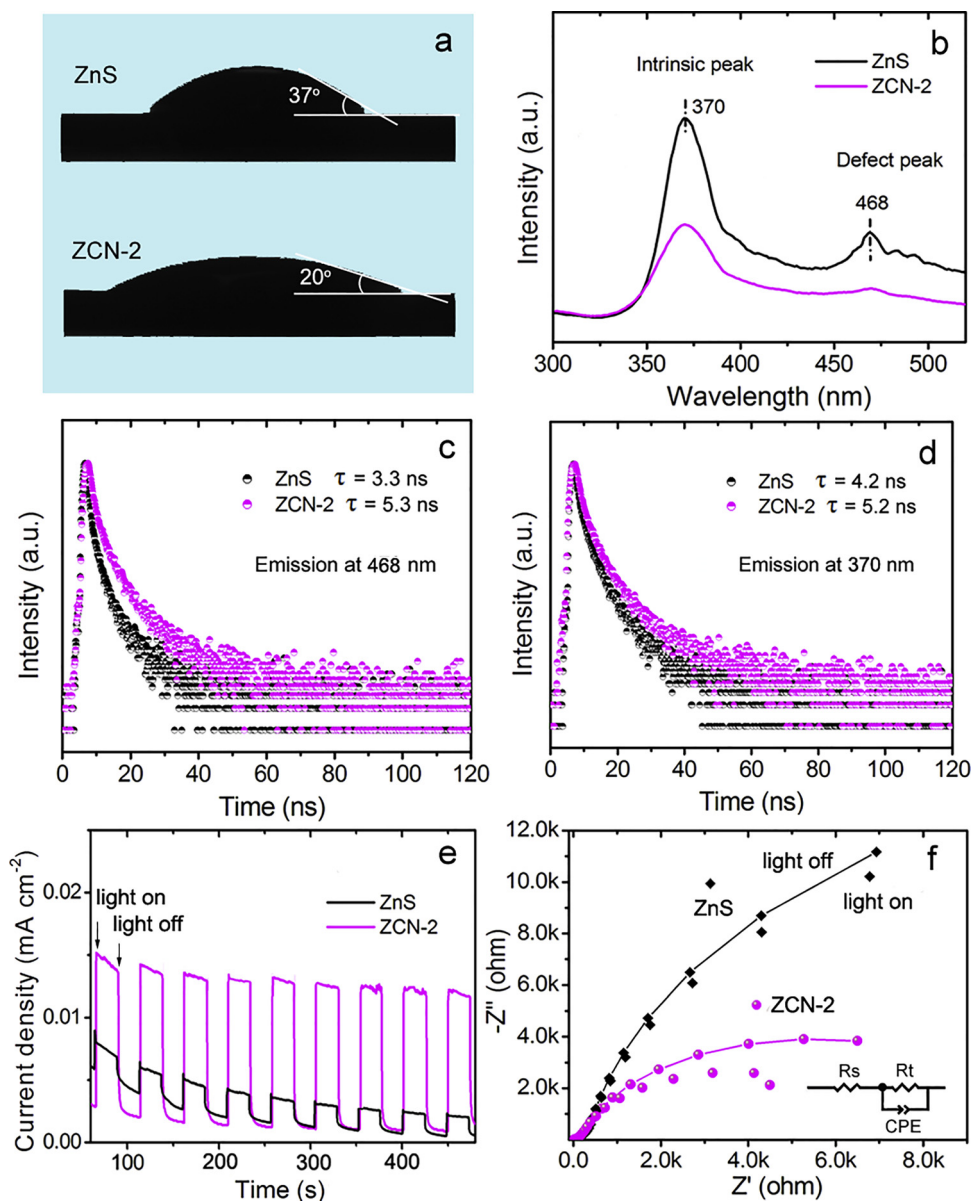 a
ZnS
37°
ZCN-2
20°
b
Intrinsic peak
ZnS
ZCN-2
370
Defect peak
468
Intensity (a.u.)
300 350 400 450 500
Wavelength (nm)
c
ZnS τ = 3.3 ns
ZCN-2 τ = 5.3 ns
Emission at 468 nm
Intensity (a.u.)
0 20 40 60 80 100 120
Time (ns)
d
ZnS τ = 4.2 ns
ZCN-2 τ = 5.2 ns
Emission at 370 nm
Intensity (a.u.)
0 20 40 60 80 100 120
Time (ns)
e
light on
light off
ZnS
ZCN-2
Current density (mA cm⁻²)
0.02
0.01
0.00
100 200 300 400
Time (s)
f
12.0k
10.0k
8.0k
6.0k
4.0k
2.0k
-Z'' (ohm)
light off
light on
ZnS
ZCN-2
Rs Rt
CPE
0.0 2.0k 4.0k 6.0k 8.0k
Z' (ohm)